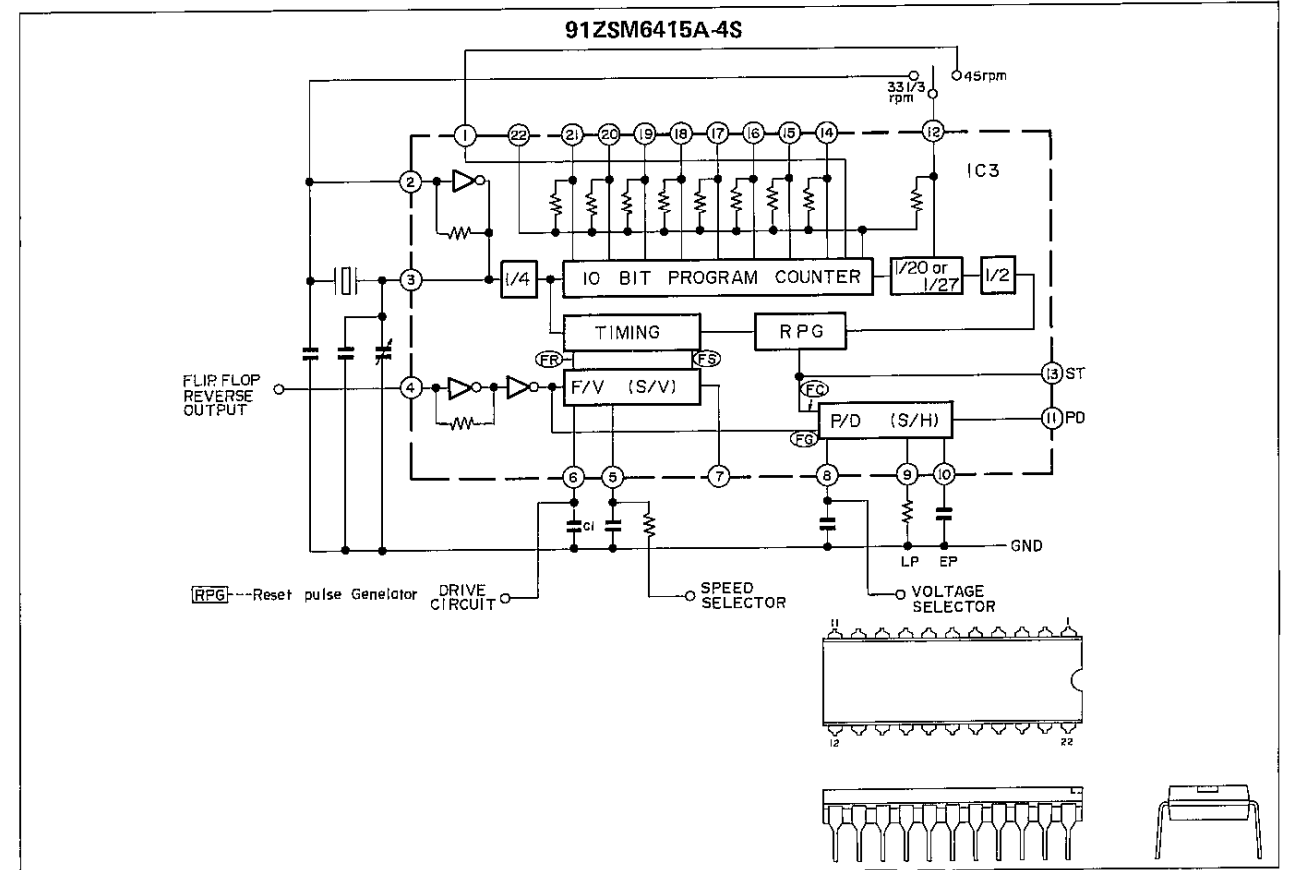 91ZSM6415A-4S
45rpm
33 1/3
rpm
1 22 21 20 19 18 17 16 15 14 12
IC3
2
3
1/4
10 BIT PROGRAM COUNTER
1/20 or
1/27
1/2
TIMING
RPG
FR
FS
13 ST
FLIP FLOP
REVERSE
OUTPUT
4
F/V (S/V)
FC
P/D (S/H)
11 PD
FG
6 5 7 8 9 10
C1
GND
LP EP
RPG---Reset pulse Genelator
DRIVE
CIRCUIT
SPEED
SELECTOR
VOLTAGE
SELECTOR
11 1
12 22